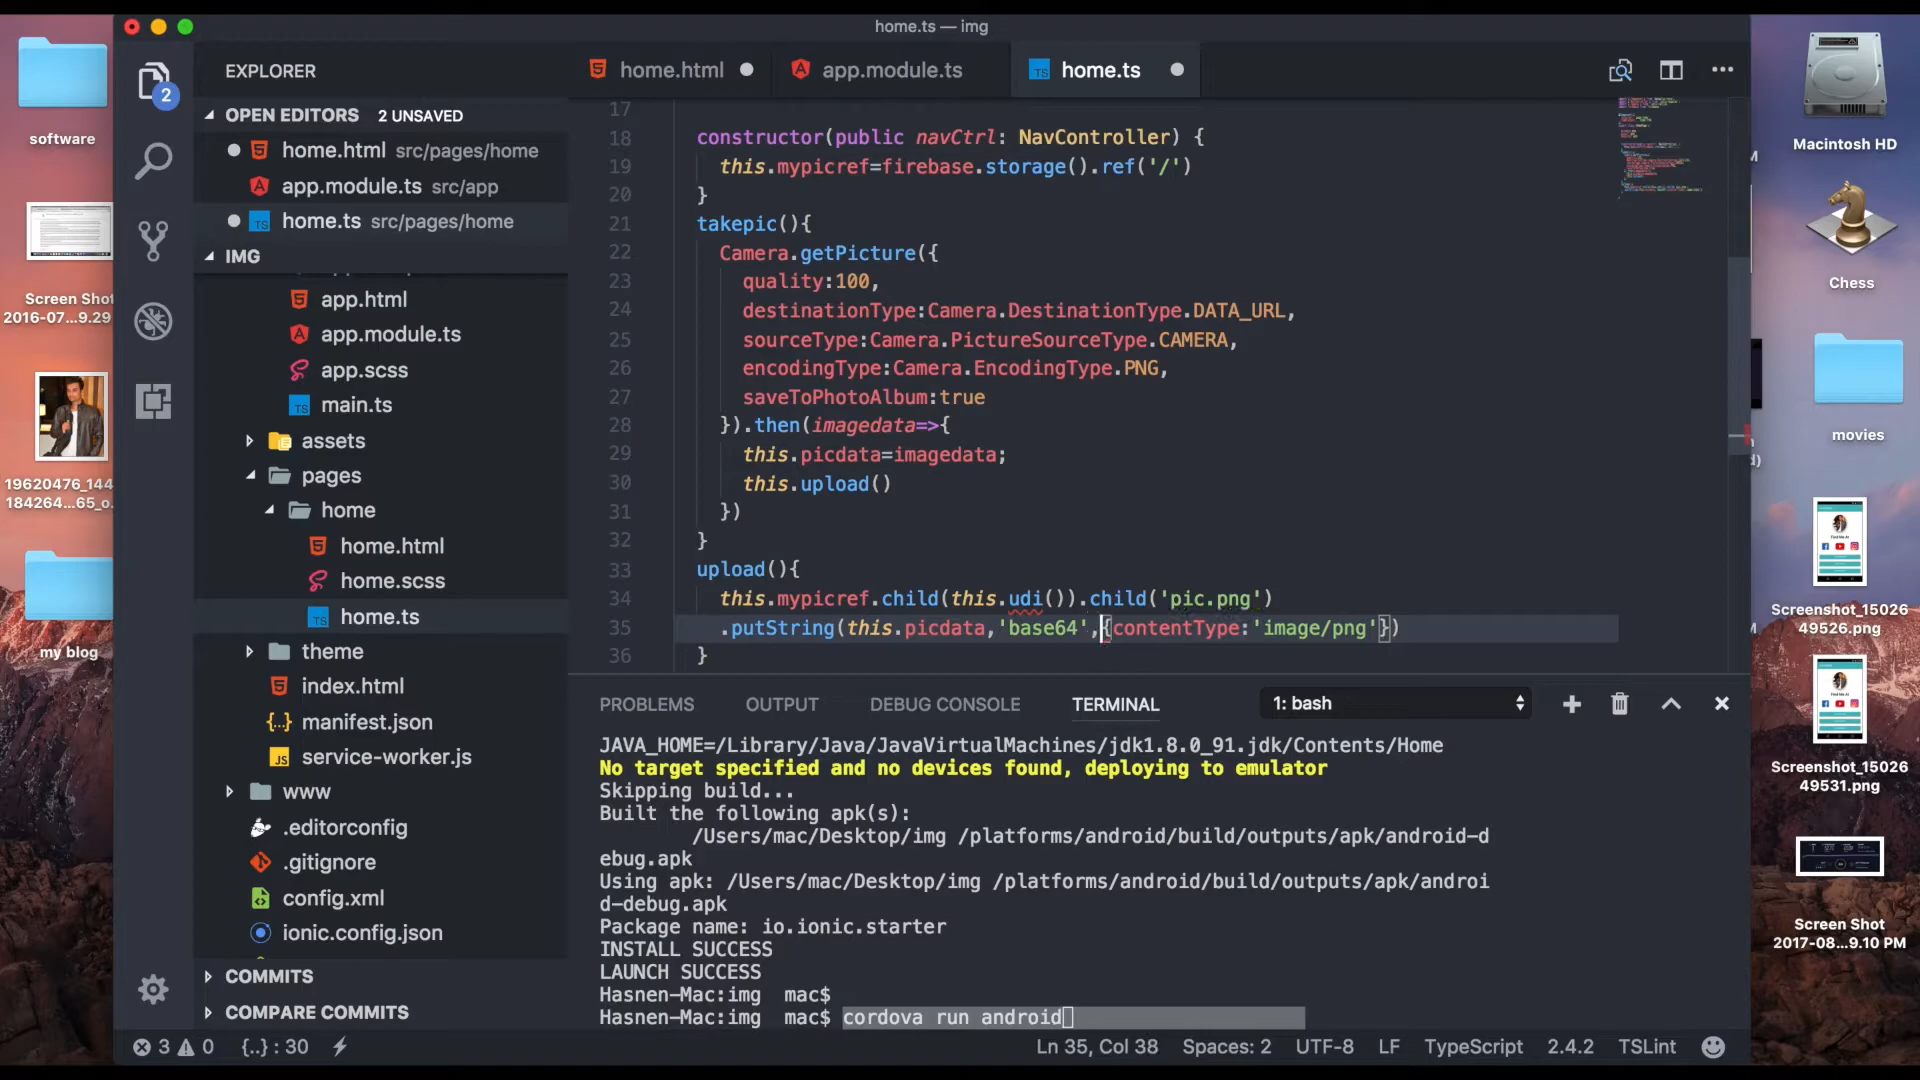 home.ts — img
EXPLORER
home.html
app.module.ts
TS home.ts
2
OPEN EDITORS 2 UNSAVED
home.html src/pages/home
app.module.ts src/app
TS home.ts src/pages/home
IMG
app.html
app.module.ts
app.scss
TS main.ts
assets
pages
home
home.html
home.scss
TS home.ts
theme
index.html
{..} manifest.json
JS service-worker.js
www
.editorconfig
.gitignore
config.xml
ionic.config.json
COMMITS
COMPARE COMMITS
17
18 constructor(public navCtrl: NavController) {
19 this.mypicref=firebase.storage().ref('/')
20 }
21 takepic(){
22 Camera.getPicture({
23 quality:100,
24 destinationType:Camera.DestinationType.DATA_URL,
25 sourceType:Camera.PictureSourceType.CAMERA,
26 encodingType:Camera.EncodingType.PNG,
27 saveToPhotoAlbum:true
28 }).then(imagedata=>{
29 this.picdata=imagedata;
30 this.upload()
31 })
32 }
33 upload(){
34 this.mypicref.child(this.udi()).child('pic.png')
35 .putString(this.picdata,'base64',{contentType:'image/png'})
36 }
PROBLEMS OUTPUT DEBUG CONSOLE TERMINAL 1: bash
JAVA_HOME=/Library/Java/JavaVirtualMachines/jdk1.8.0_91.jdk/Contents/Home
No target specified and no devices found, deploying to emulator
Skipping build...
Built the following apk(s):
/Users/mac/Desktop/img /platforms/android/build/outputs/apk/android-d
ebug.apk
Using apk: /Users/mac/Desktop/img /platforms/android/build/outputs/apk/androi
d-debug.apk
Package name: io.ionic.starter
INSTALL SUCCESS
LAUNCH SUCCESS
Hasnen-Mac:img mac$
Hasnen-Mac:img mac$ cordova run android
3 0 {..} : 30 Ln 35, Col 38 Spaces: 2 UTF-8 LF TypeScript 2.4.2 TSLint
software
Screen Shot
2016-07...9.29
19620476_144
184264...65_o.
my blog
Macintosh HD
Chess
movies
Screenshot_15026
49526.png
Screenshot_15026
49531.png
Screen Shot
2017-08...9.10 PM